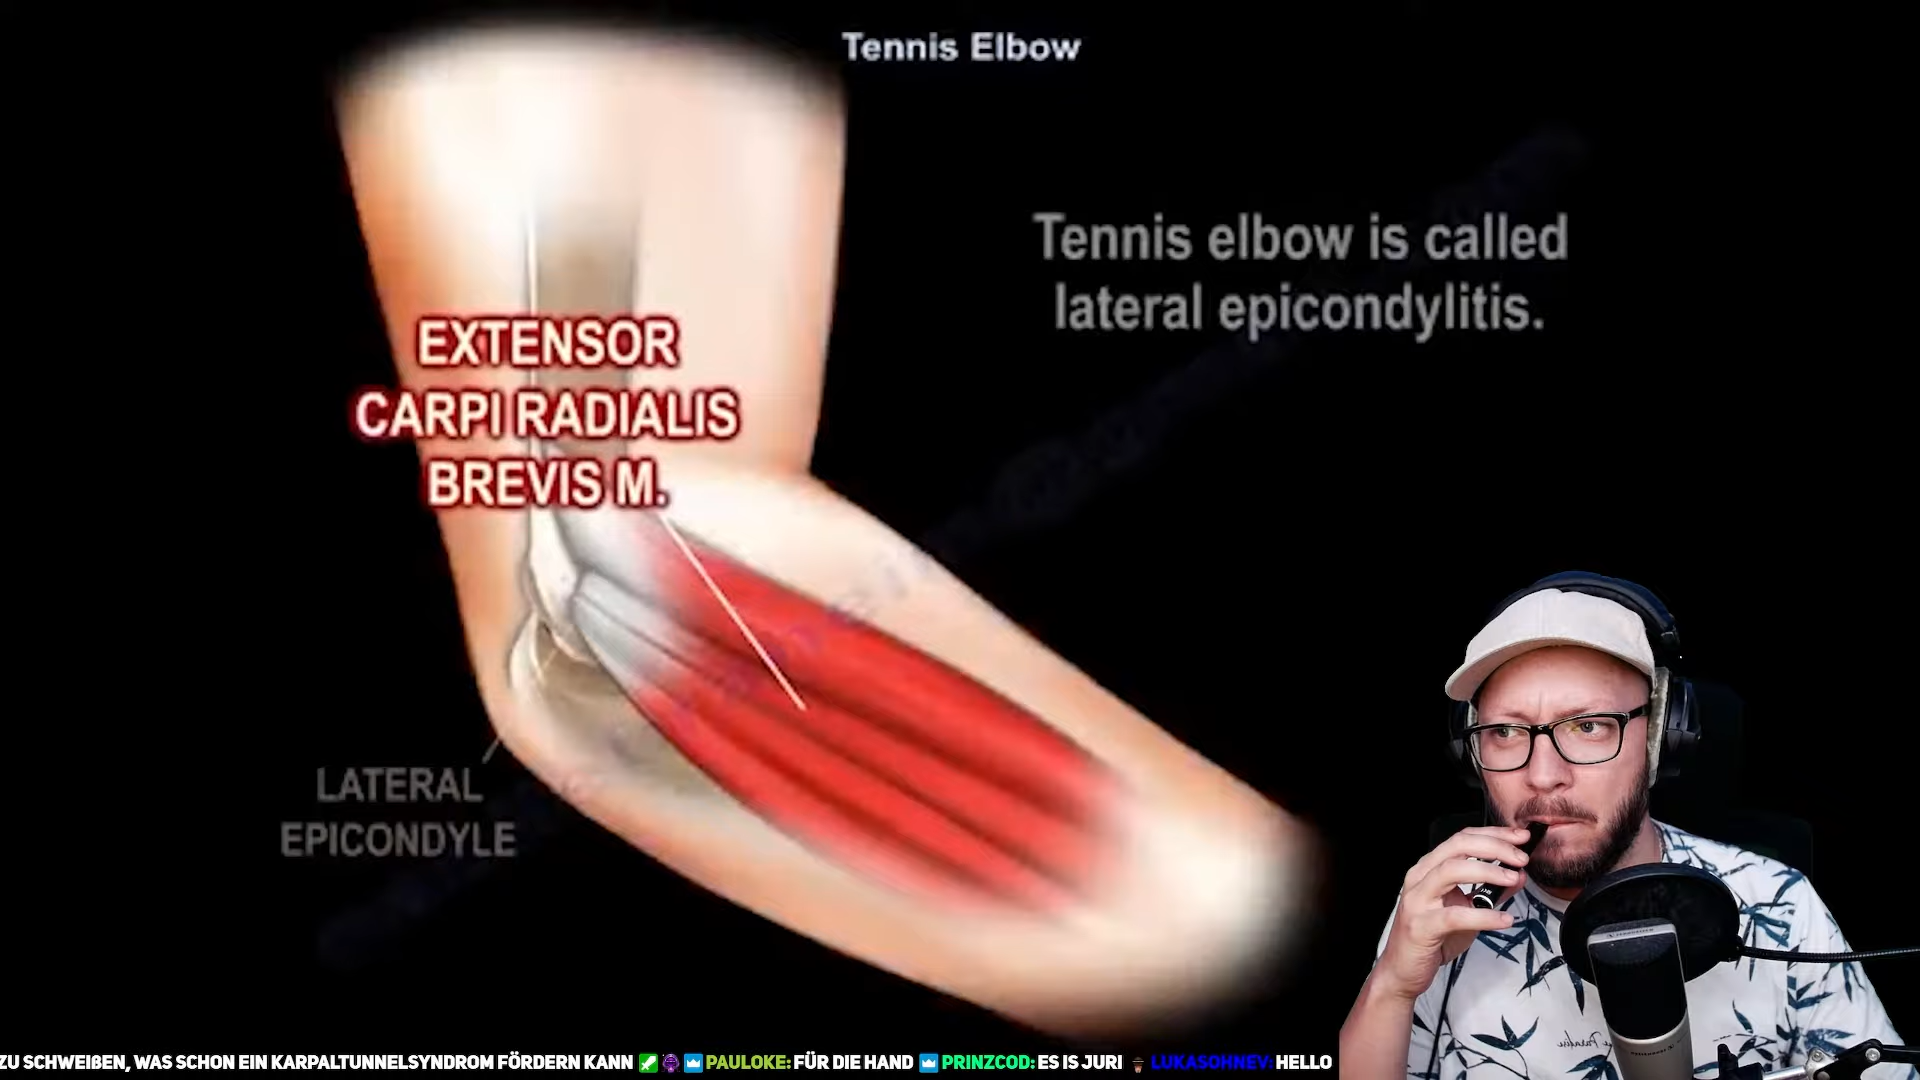 Tennis Elbow
Tennis elbow is called
lateral epicondylitis.
EXTENSOR
CARPI RADIALIS
BREVIS M.
LATERAL
EPICONDYLE
ZU SCHWEIßEN, WAS SCHON EIN KARPALTUNNELSYNDROM FÖRDERN KANN PAULOKE: FÜR DIE HAND PRINZCOD: ES IS JURI LUKASOHNEV: HELLO